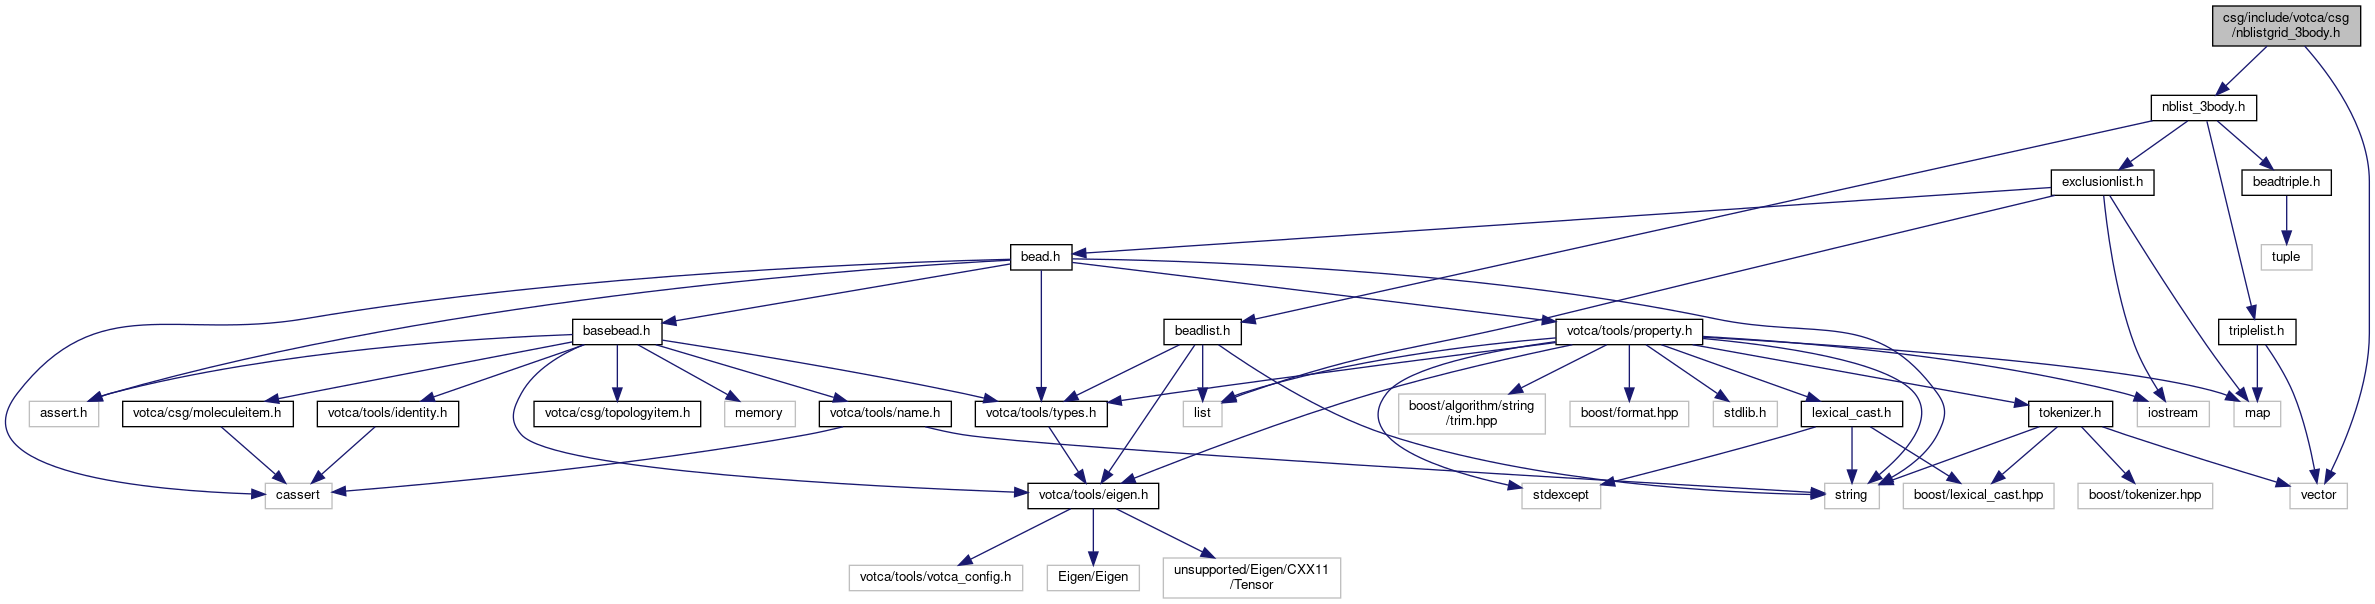 csg/include/votca/csg
/nblistgrid_3body.h
nblist_3body.h
exclusionlist.h
beadtriple.h
bead.h
tuple
basebead.h
beadlist.h
votca/tools/property.h
triplelist.h
assert.h
votca/csg/moleculeitem.h
votca/tools/identity.h
votca/csg/topologyitem.h
memory
votca/tools/name.h
votca/tools/types.h
list
boost/algorithm/string
/trim.hpp
boost/format.hpp
stdlib.h
lexical_cast.h
tokenizer.h
iostream
map
cassert
votca/tools/eigen.h
stdexcept
string
boost/lexical_cast.hpp
boost/tokenizer.hpp
vector
votca/tools/votca_config.h
Eigen/Eigen
unsupported/Eigen/CXX11
/Tensor